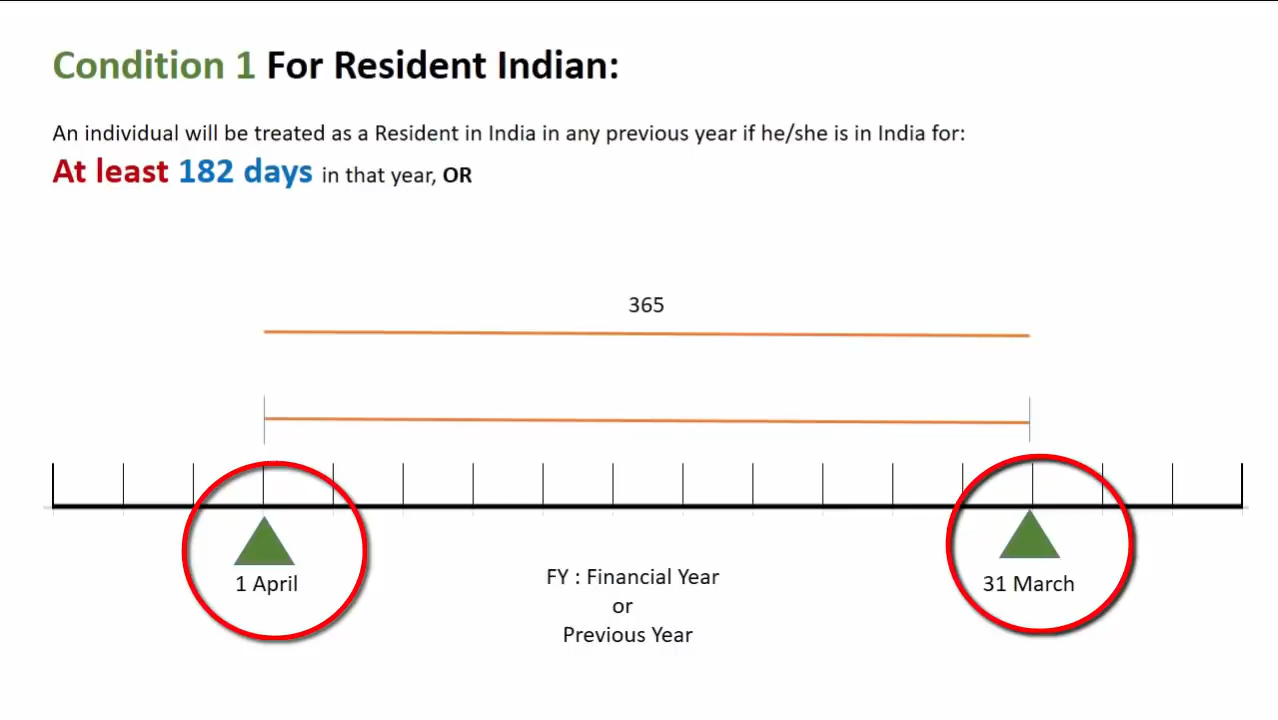 Condition 1 For Resident Indian:
An individual will be treated as a Resident in India in any previous year if he/she is in India for:
At least 182 days in that year, OR
365
1 April
31 March
FY : Financial Year
or
Previous Year